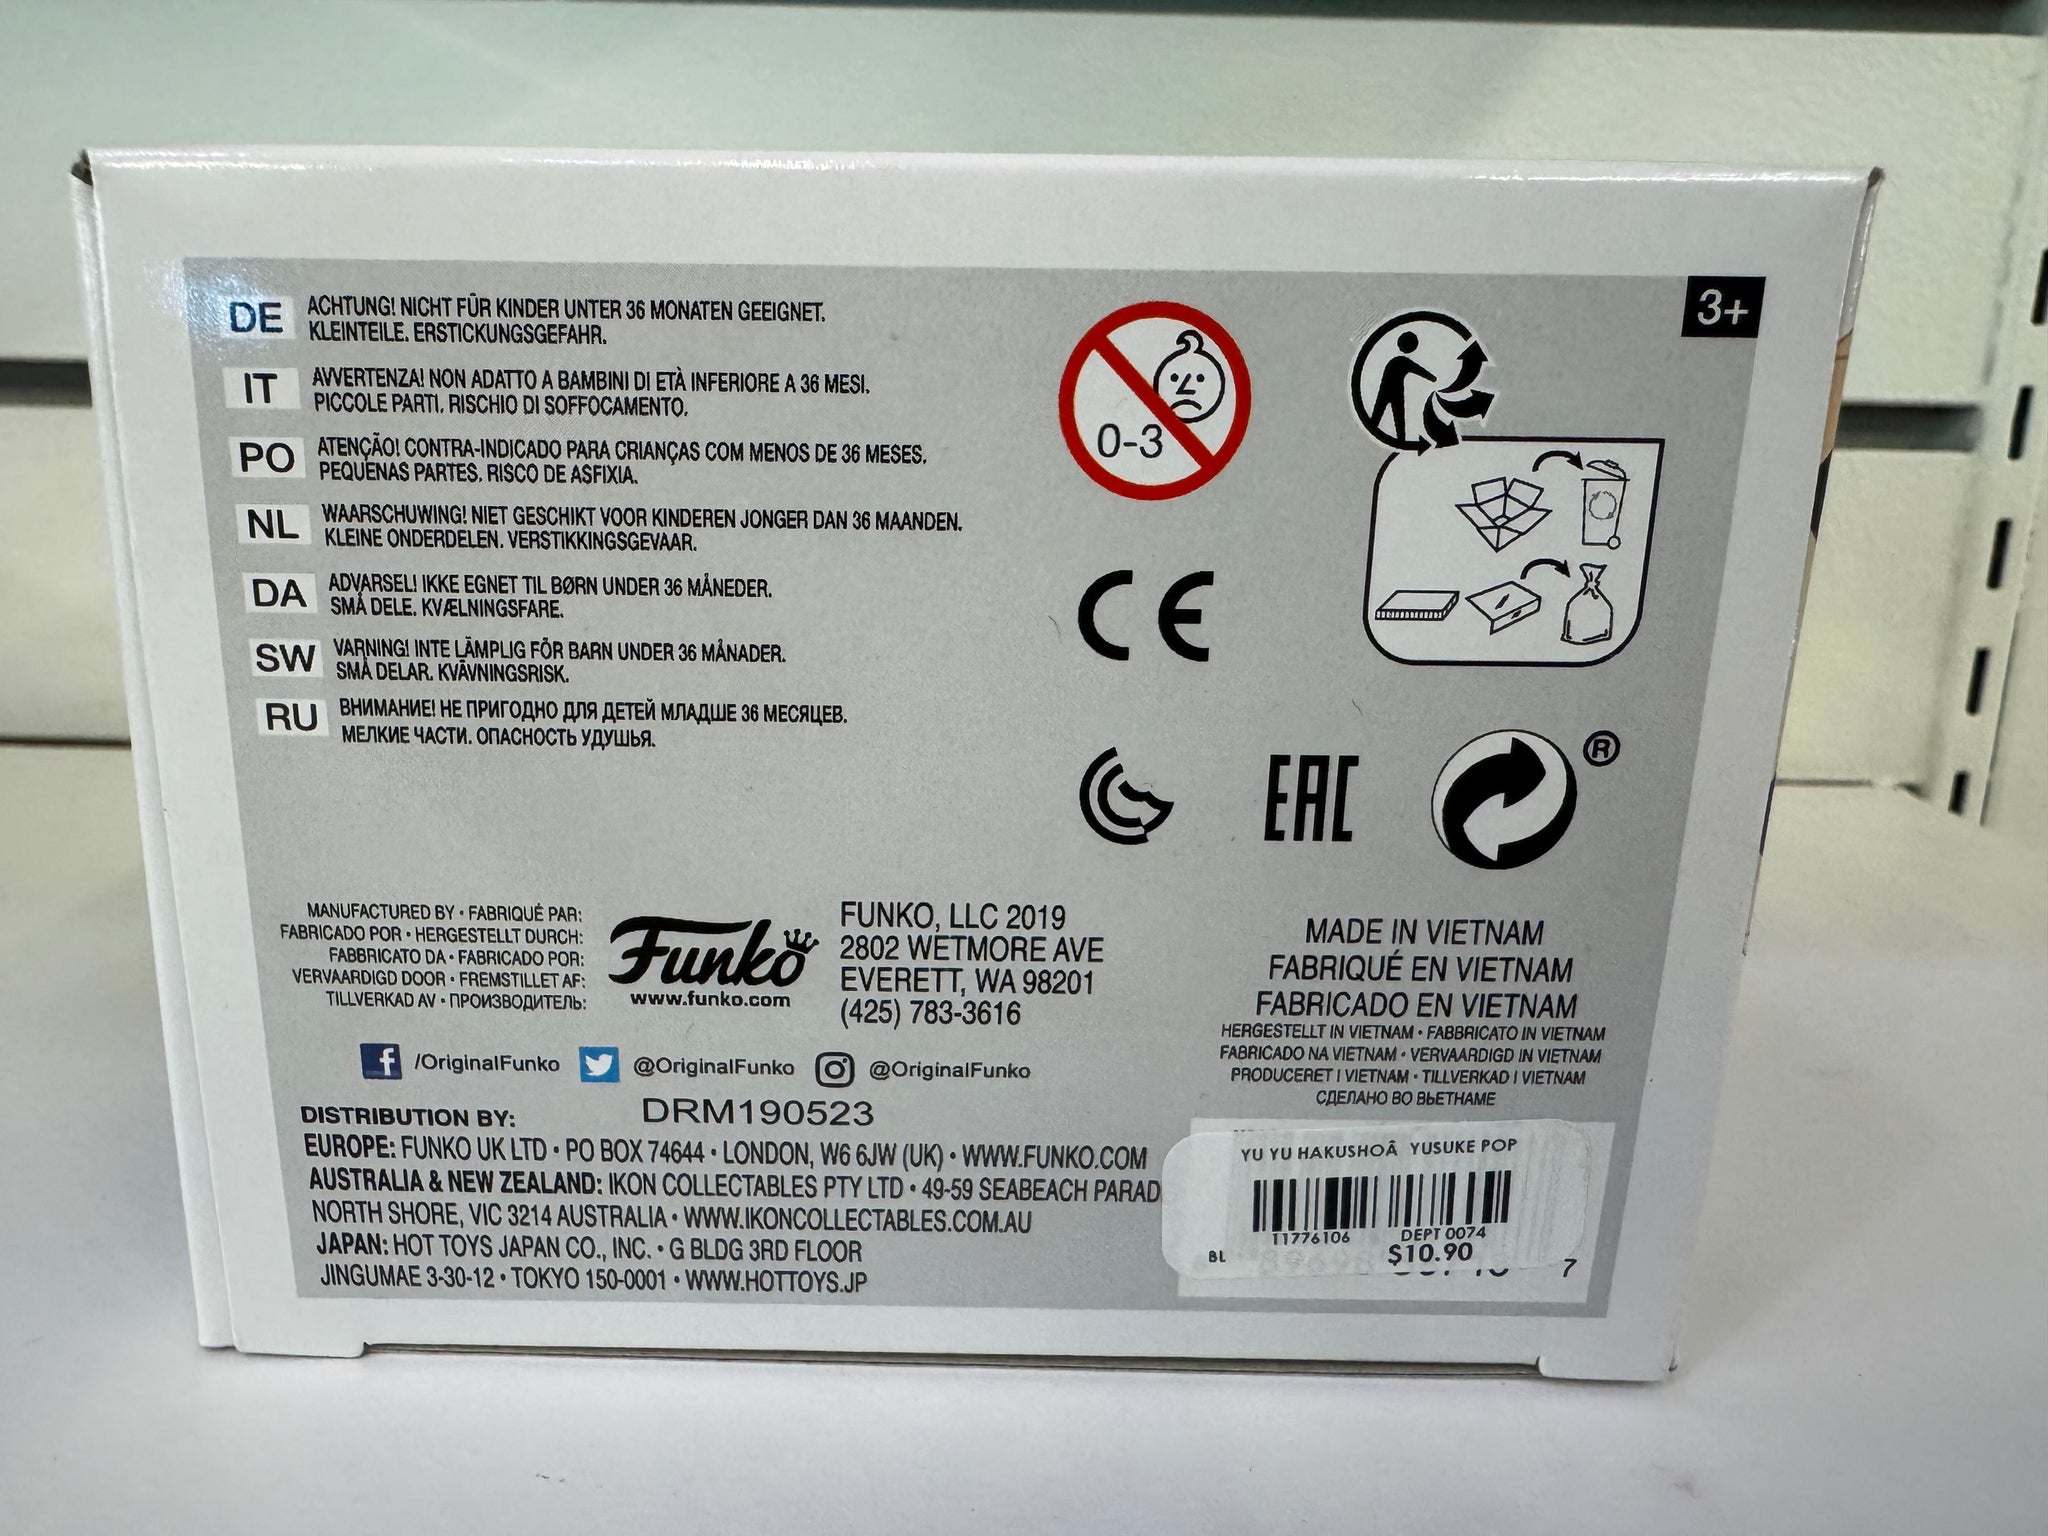 DE ACHTUNG! NICHT FÜR KINDER UNTER 36 MONATEN GEEIGNET.
KLEINTEILE. ERSTICKUNGSGEFAHR.
IT AVVERTENZA! NON ADATTO A BAMBINI DI ETÀ INFERIORE A 36 MESI.
PICCOLE PARTI. RISCHIO DI SOFFOCAMENTO.
PO ATENÇÃO! CONTRA-INDICADO PARA CRIANÇAS COM MENOS DE 36 MESES.
PEQUENAS PARTES. RISCO DE ASFIXIA.
NL WAARSCHUWING! NIET GESCHIKT VOOR KINDEREN JONGER DAN 36 MAANDEN.
KLEINE ONDERDELEN. VERSTIKKINGSGEVAAR.
DA ADVARSEL! IKKE EGNET TIL BØRN UNDER 36 MÅNEDER.
SMÅ DELE. KVÆLNINGSFARE.
SW VARNING! INTE LÄMPLIG FÖR BARN UNDER 36 MÅNADER.
SMÅ DELAR. KVÄVNINGSRISK.
RU ВНИМАНИЕ! НЕ ПРИГОДНО ДЛЯ ДЕТЕЙ МЛАДШЕ 36 МЕСЯЦЕВ.
МЕЛКИЕ ЧАСТИ. ОПАСНОСТЬ УДУШЬЯ.
0-3
3+
CE
EAC
®
MANUFACTURED BY • FABRIQUÉ PAR:
FABRICADO POR • HERGESTELLT DURCH:
FABBRICATO DA • FABRICADO POR:
VERVAARDIGD DOOR • FREMSTILLET AF:
TILLVERKAD AV • ПРОИЗВОДИТЕЛЬ:
Funko
www.funko.com
FUNKO, LLC 2019
2802 WETMORE AVE
EVERETT, WA 98201
(425) 783-3616
MADE IN VIETNAM
FABRIQUÉ EN VIETNAM
FABRICADO EN VIETNAM
HERGESTELLT IN VIETNAM • FABBRICATO IN VIETNAM
FABRICADO NA VIETNAM • VERVAARDIGD IN VIETNAM
PRODUCERET I VIETNAM • TILLVERKAD I VIETNAM
СДЕЛАНО ВО ВЬЕТНАМЕ
f /OriginalFunko @OriginalFunko @OriginalFunko
DISTRIBUTION BY: DRM190523
EUROPE: FUNKO UK LTD • PO BOX 74644 • LONDON, W6 6JW (UK) • WWW.FUNKO.COM
AUSTRALIA & NEW ZEALAND: IKON COLLECTABLES PTY LTD • 49-59 SEABEACH PARAD
NORTH SHORE, VIC 3214 AUSTRALIA • WWW.IKONCOLLECTABLES.COM.AU
JAPAN: HOT TOYS JAPAN CO., INC. • G BLDG 3RD FLOOR
JINGUMAE 3-30-12 • TOKYO 150-0001 • WWW.HOTTOYS.JP
YU YU HAKUSHOÂ YUSUKE POP
11776106 DEPT 0074
BL $10.90
7